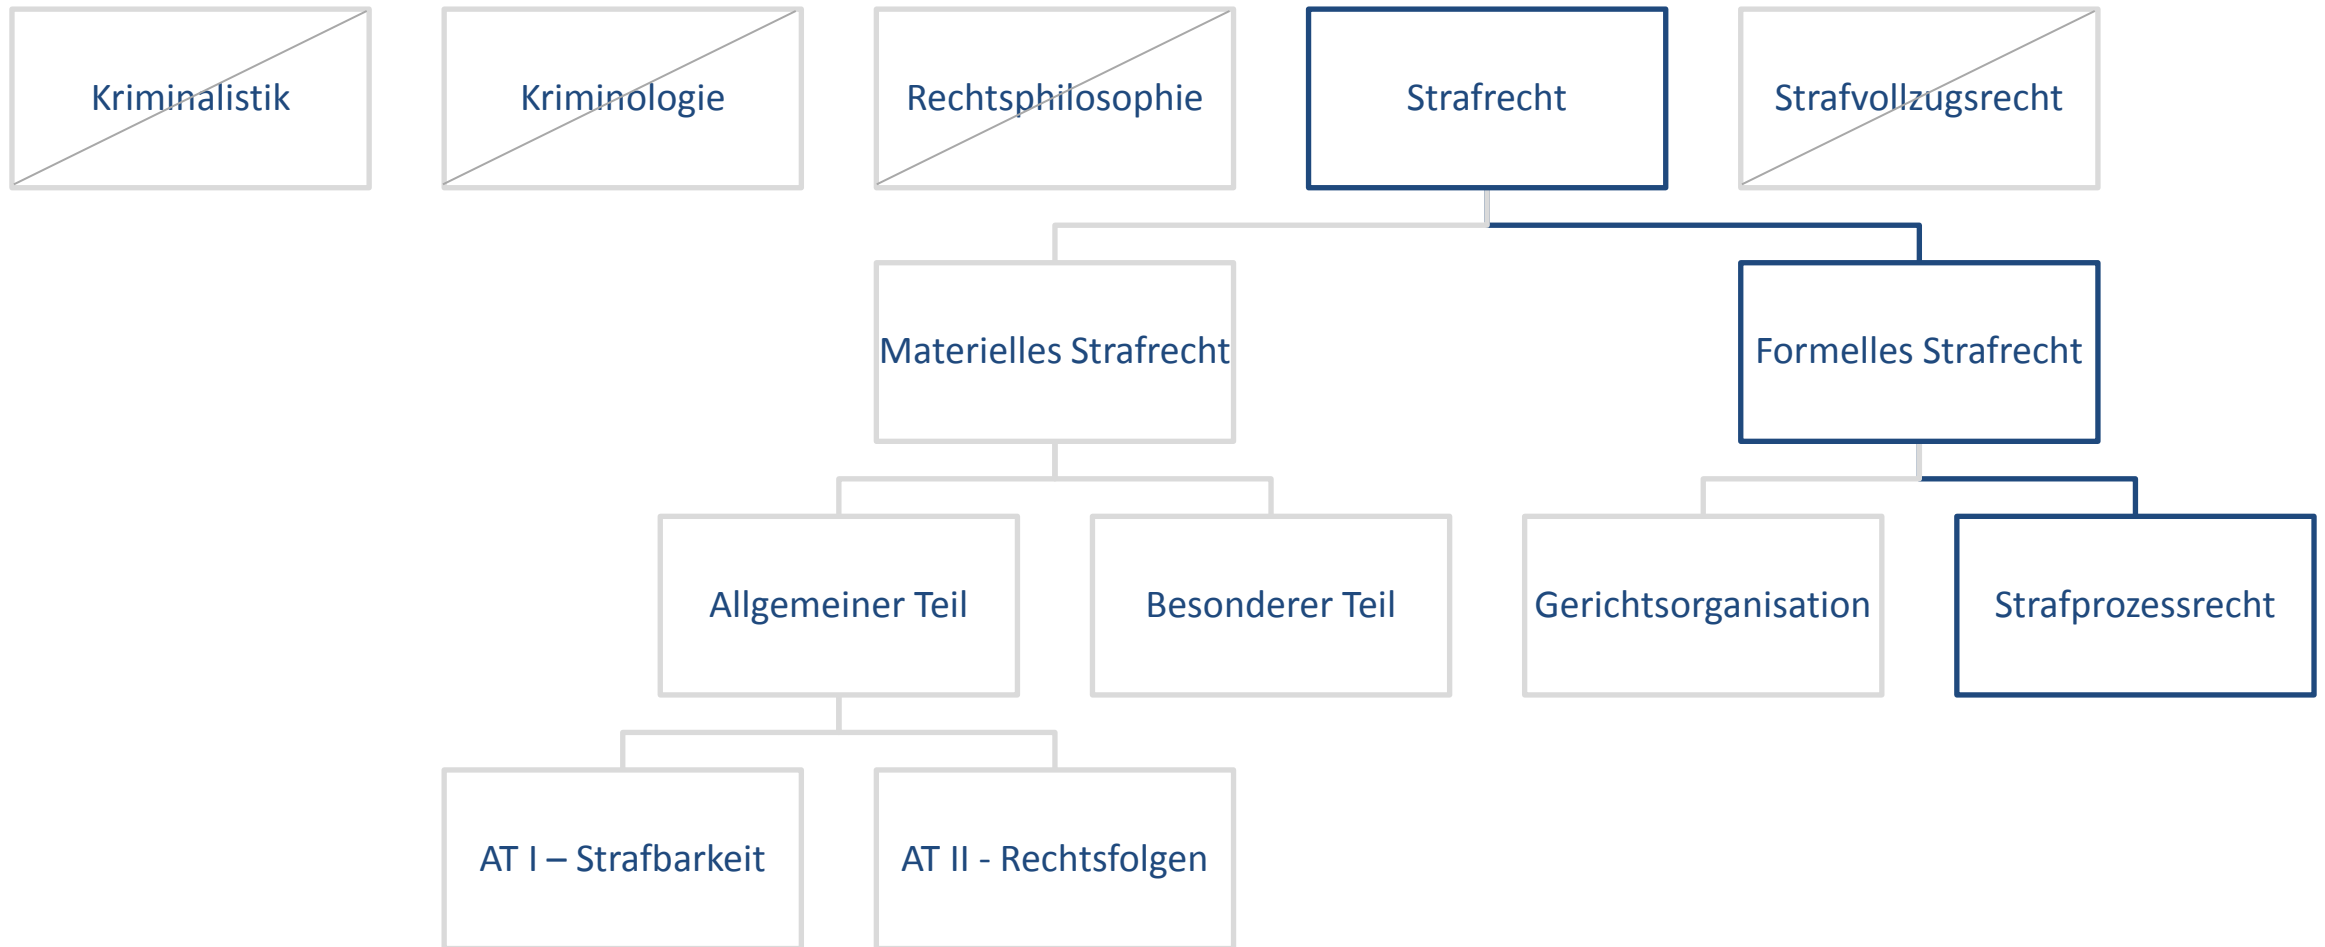 Kriminalistik
Kriminologie
Rechtsphilosophie
Strafrecht
Strafvollzugsrecht
Materielles Strafrecht
Formelles Strafrecht
Allgemeiner Teil
Besonderer Teil
Gerichtsorganisation
Strafprozessrecht
AT I – Strafbarkeit
AT II - Rechtsfolgen